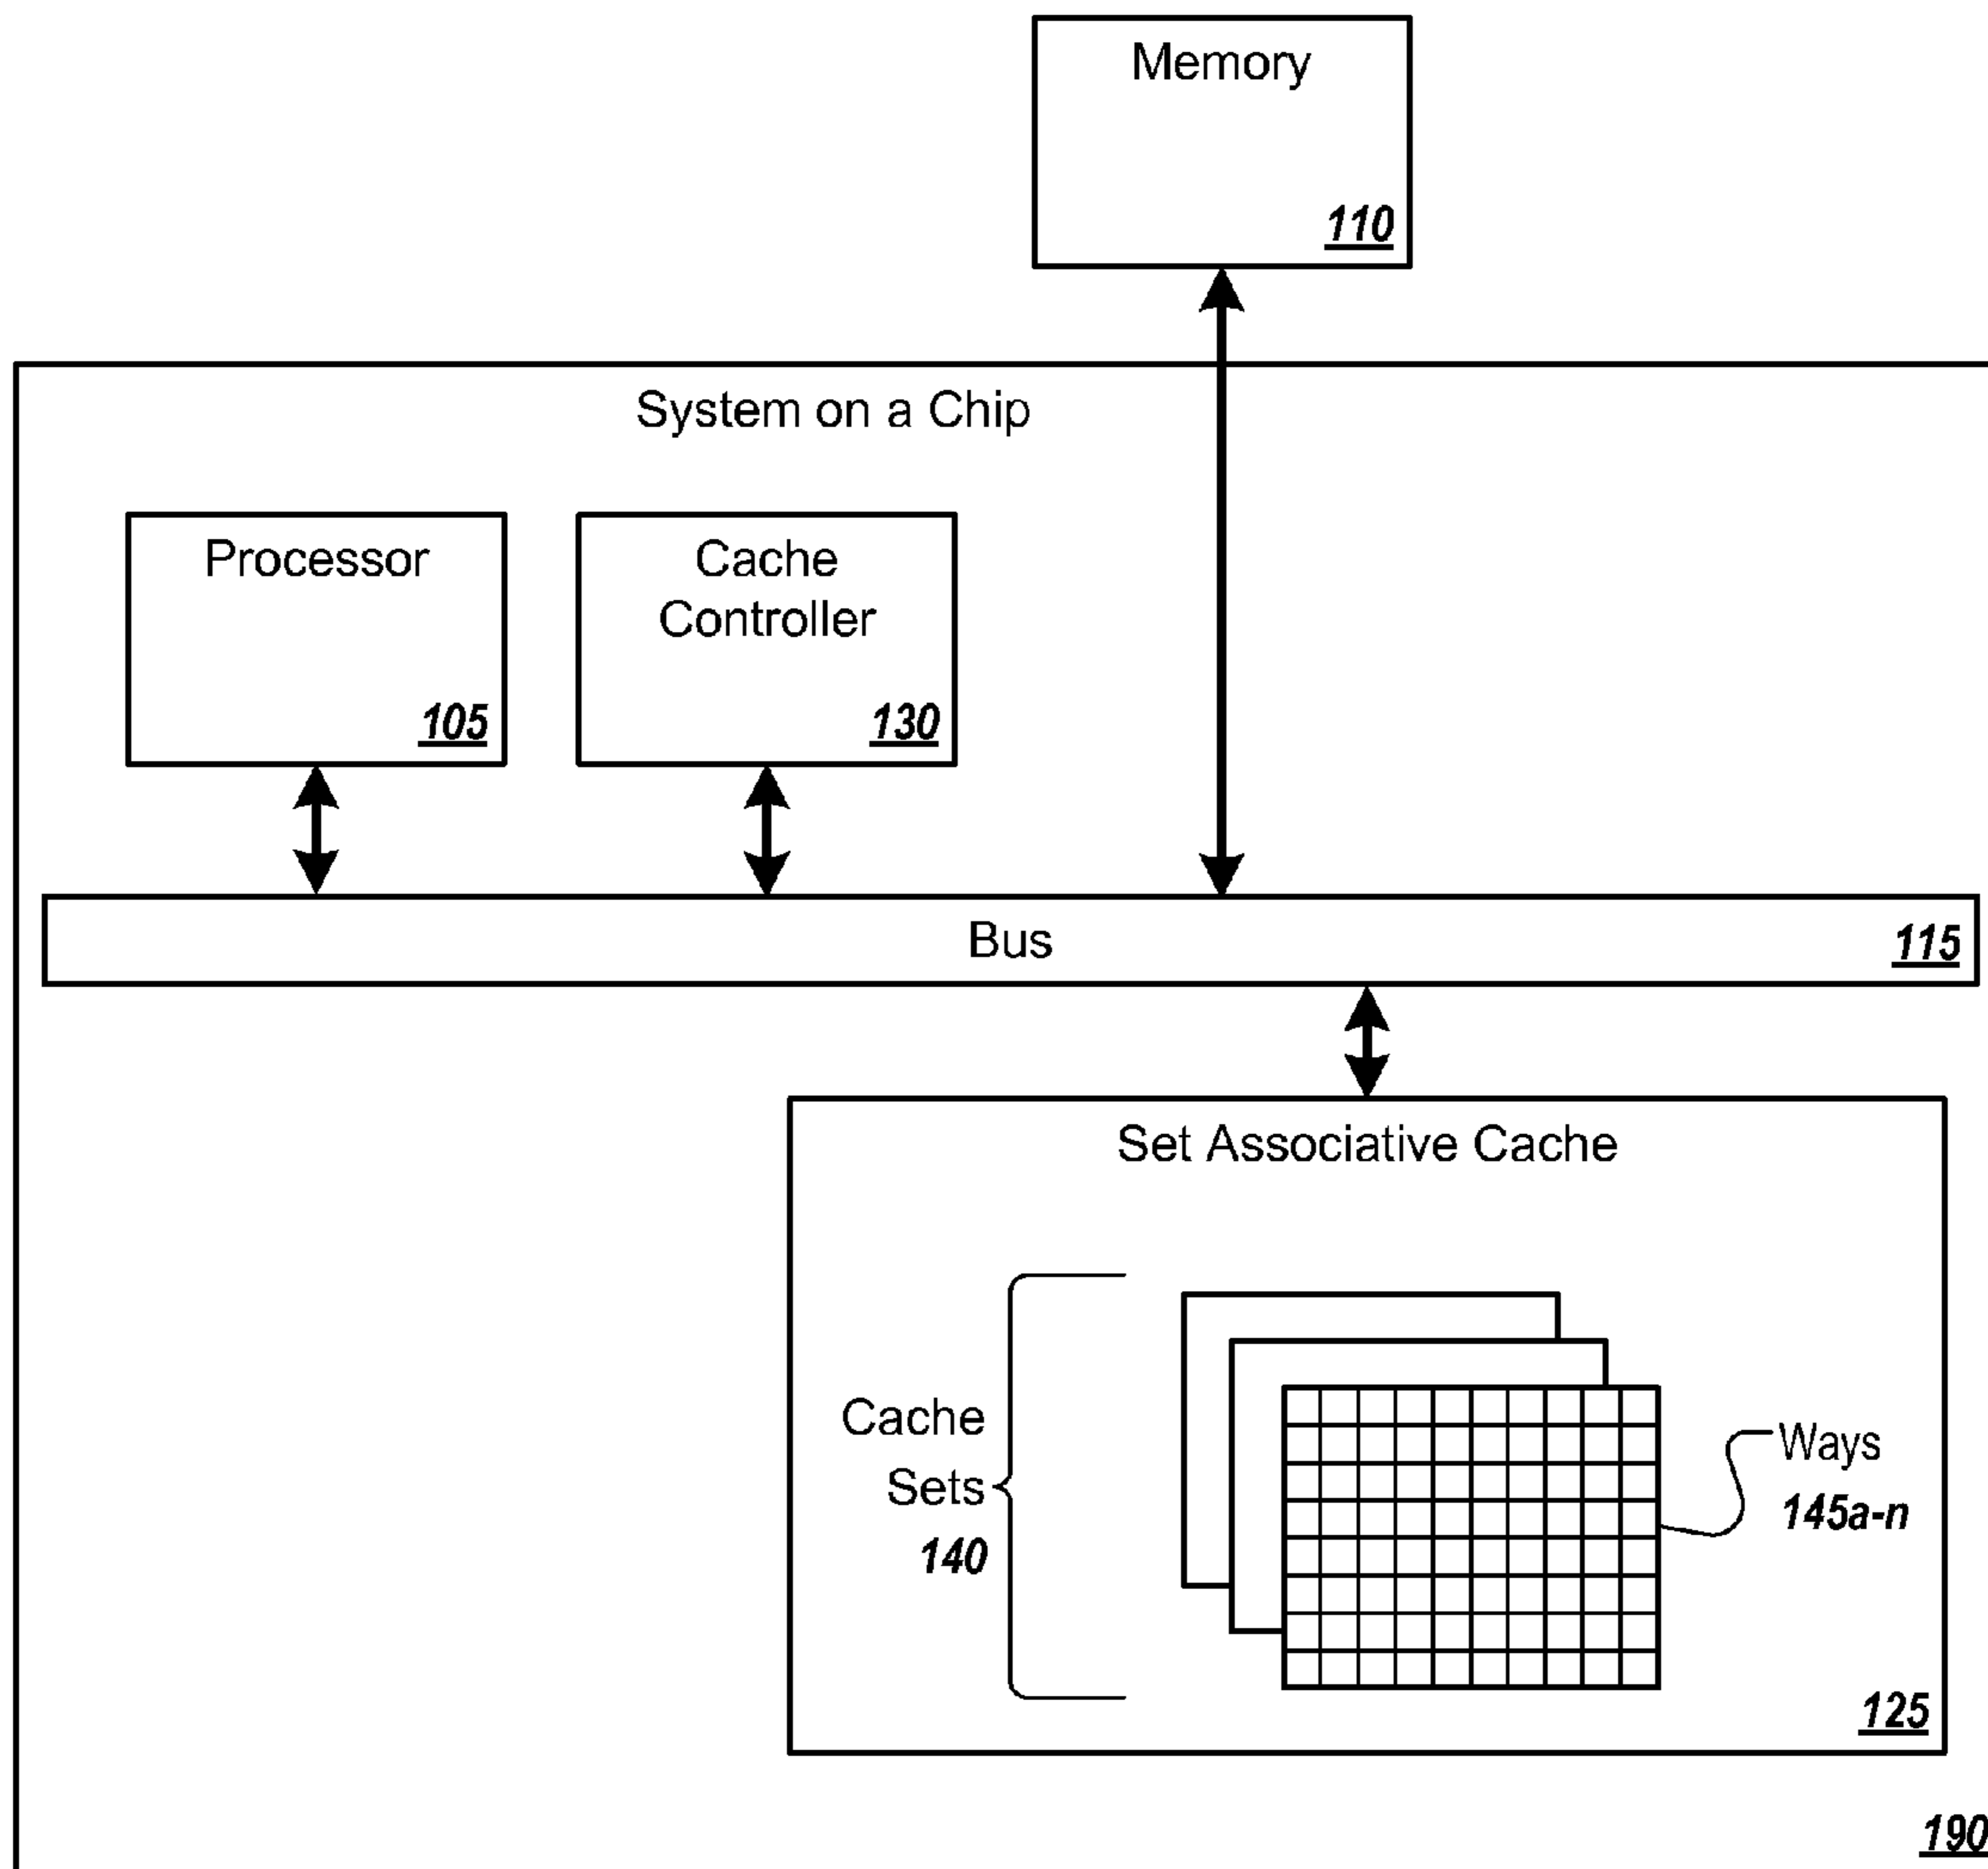 Memory
110
System on a Chip
Processor
105
Cache
Controller
130
Bus
115
Set Associative Cache
Cache
Sets
140
Ways
145a-n
125
190